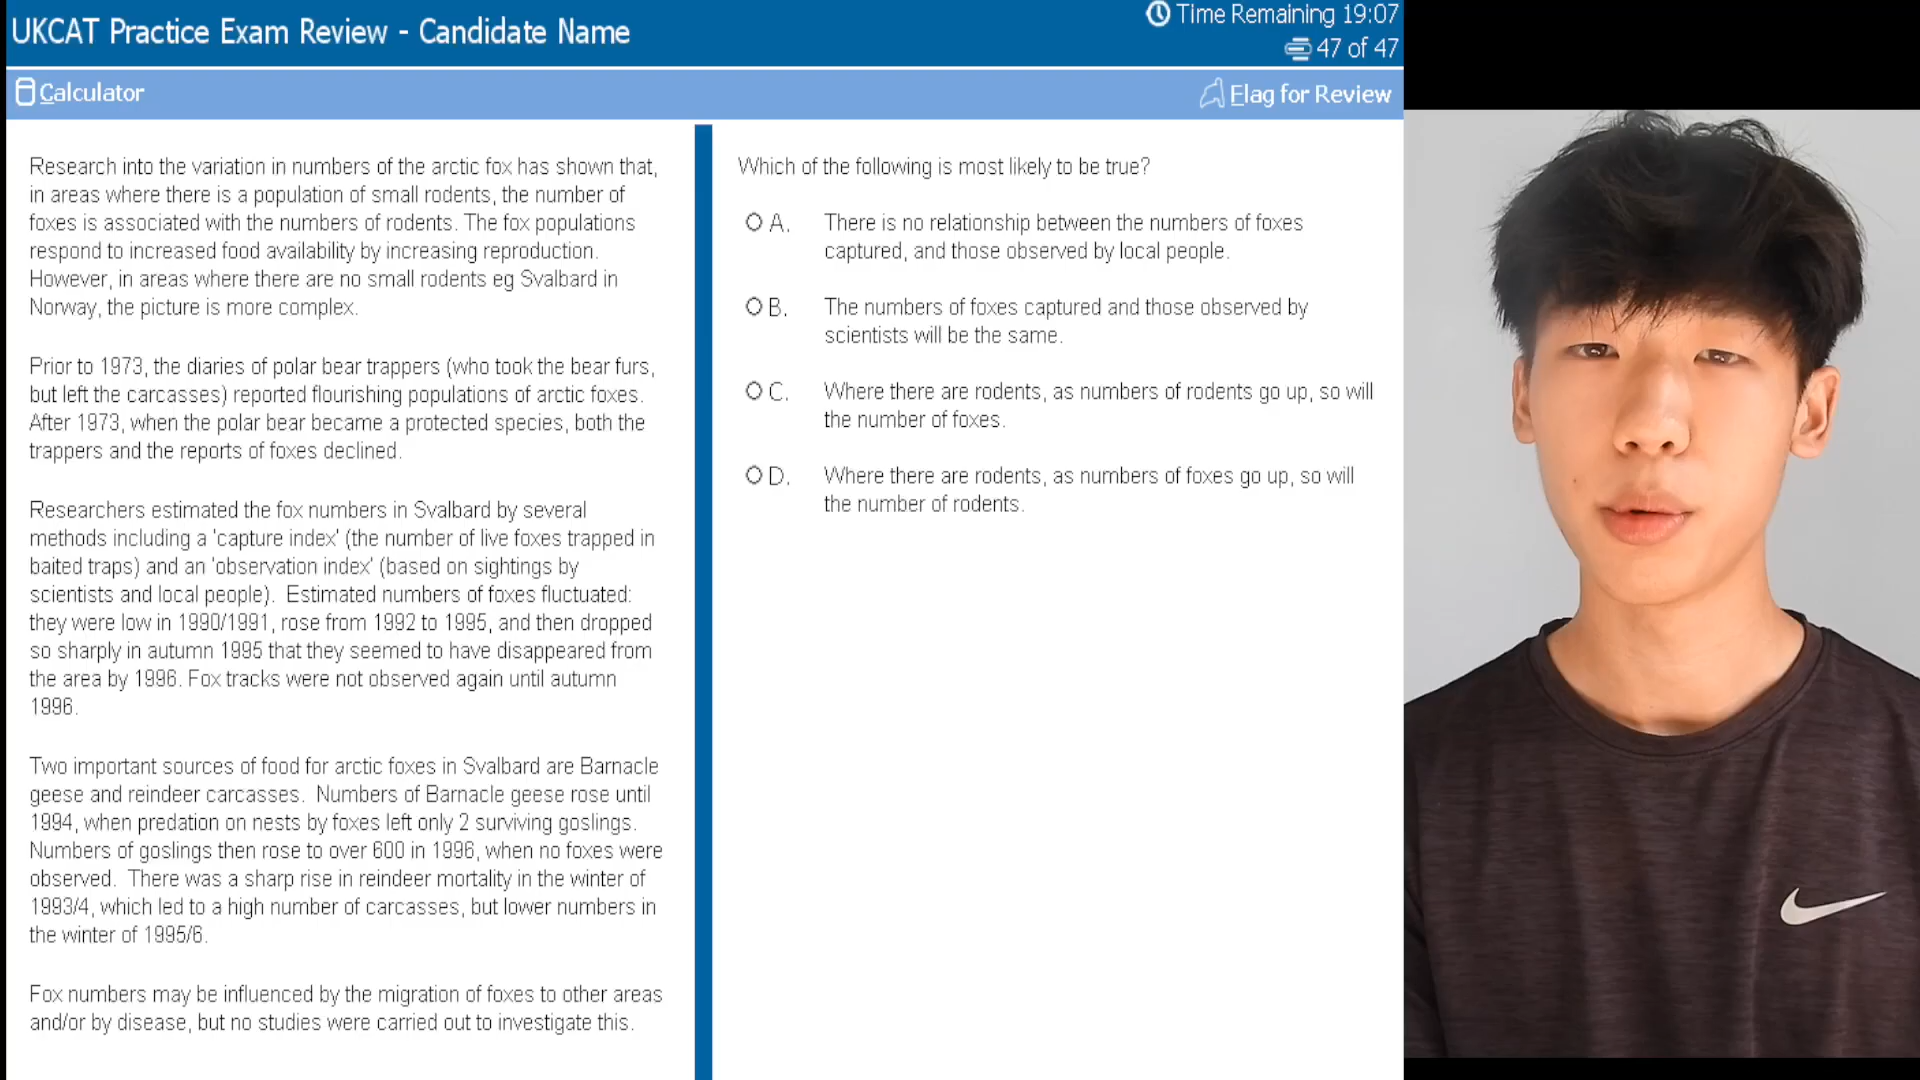 UKCAT Practice Exam Review - Candidate Name
Time Remaining 19:07
47 of 47
Calculator
Flag for Review
Research into the variation in numbers of the arctic fox has shown that,
in areas where there is a population of small rodents, the number of
foxes is associated with the numbers of rodents. The fox populations
respond to increased food availability by increasing reproduction.
However, in areas where there are no small rodents eg Svalbard in
Norway, the picture is more complex.
Prior to 1973, the diaries of polar bear trappers (who took the bear furs,
but left the carcasses) reported flourishing populations of arctic foxes.
After 1973, when the polar bear became a protected species, both the
trappers and the reports of foxes declined.
Researchers estimated the fox numbers in Svalbard by several
methods including a 'capture index' (the number of live foxes trapped in
baited traps) and an 'observation index' (based on sightings by
scientists and local people). Estimated numbers of foxes fluctuated:
they were low in 1990/1991, rose from 1992 to 1995, and then dropped
so sharply in autumn 1995 that they seemed to have disappeared from
the area by 1996. Fox tracks were not observed again until autumn
1996.
Two important sources of food for arctic foxes in Svalbard are Barnacle
geese and reindeer carcasses. Numbers of Barnacle geese rose until
1994, when predation on nests by foxes left only 2 surviving goslings.
Numbers of goslings then rose to over 600 in 1996, when no foxes were
observed. There was a sharp rise in reindeer mortality in the winter of
1993/4, which led to a high number of carcasses, but lower numbers in
the winter of 1995/6.
Fox numbers may be influenced by the migration of foxes to other areas
and/or by disease, but no studies were carried out to investigate this.
Which of the following is most likely to be true?
A. There is no relationship between the numbers of foxes
captured, and those observed by local people.
B. The numbers of foxes captured and those observed by
scientists will be the same.
C. Where there are rodents, as numbers of rodents go up, so will
the number of foxes.
D. Where there are rodents, as numbers of foxes go up, so will
the number of rodents.